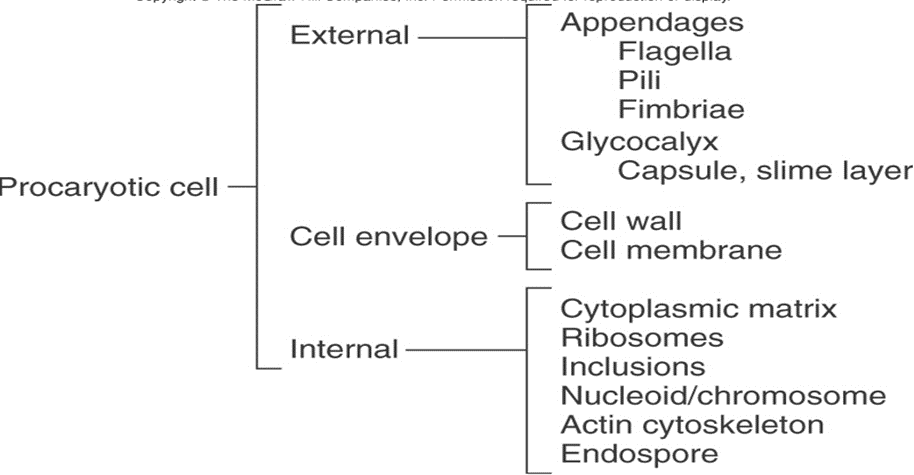 External
Appendages
Flagella
Pili
Fimbriae
Glycocalyx
Capsule, slime layer
Procaryotic cell
Cell envelope
Cell wall
Cell membrane
Internal
Cytoplasmic matrix
Ribosomes
Inclusions
Nucleoid/chromosome
Actin cytoskeleton
Endospore